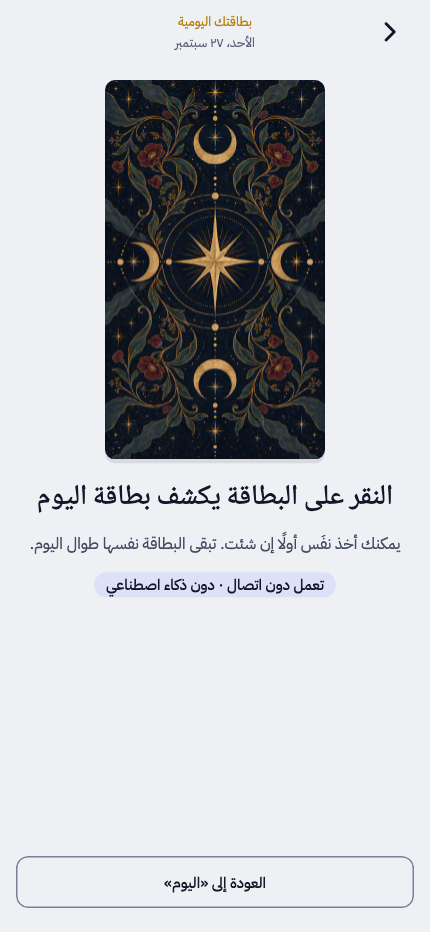 بطاقتك اليومية
الأحد، ٢٧ سبتمبر
النقر على البطاقة يكشف بطاقة اليوم
يمكنك أخذ نفَس أولًا إن شئت. تبقى البطاقة نفسها طوال اليوم.
تعمل دون اتصال · دون ذكاء اصطناعي
العودة إلى «اليوم»